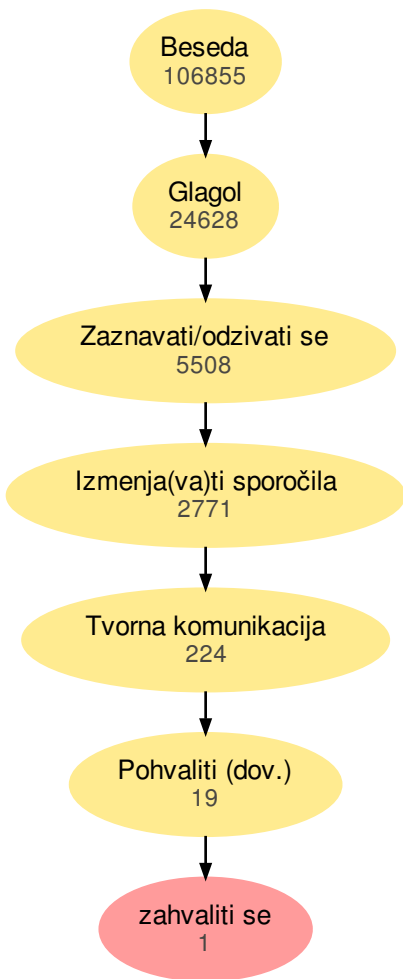 Beseda
106855
Glagol
24628
Zaznavati/odzivati se
5508
Izmenja(va)ti sporočila
2771
Tvorna komunikacija
224
Pohvaliti (dov.)
19
zahvaliti se
1